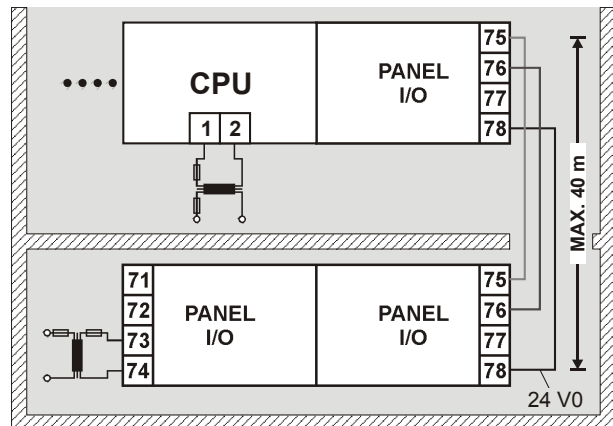 CPU
1 2
PANEL
I/O
75
76
77
78
MAX. 40 m
71
72
73
74
PANEL
I/O
PANEL
I/O
75
76
77
78
24 V0